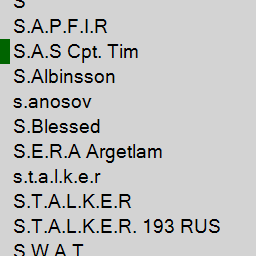 S
S.A.P.F.I.R
S.A.S Cpt. Tim
S.Albinsson
s.anosov
S.Blessed
S.E.R.A Argetlam
s.t.a.l.k.e.r
S.T.A.L.K.E.R
S.T.A.L.K.E.R. 193 RUS
S.W.A.T